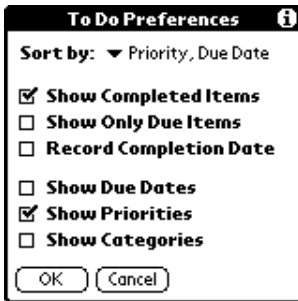 To Do Preferences
Sort by: Priority, Due Date
Show Completed Items
Show Only Due Items
Record Completion Date
Show Due Dates
Show Priorities
Show Categories
OK Cancel